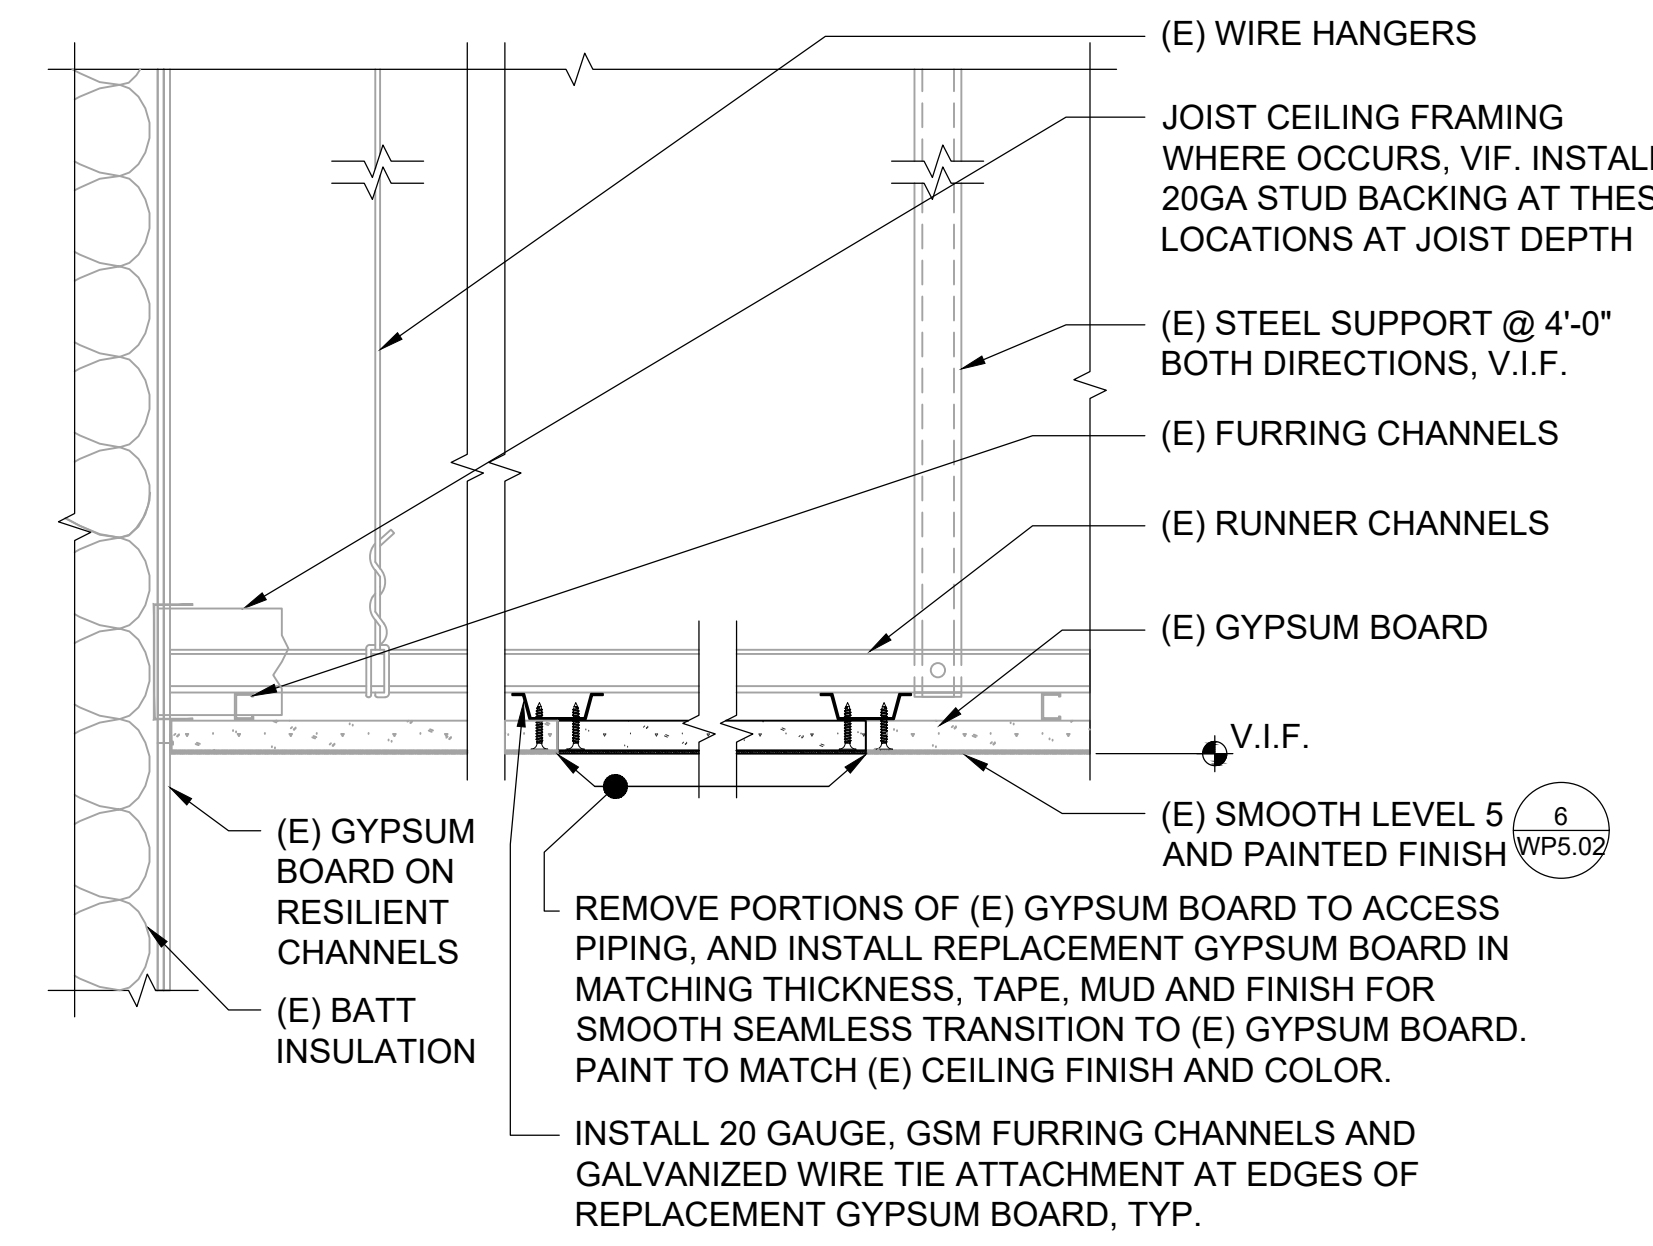 (E) WIRE HANGERS
JOIST CEILING FRAMING
WHERE OCCURS, VIF. INSTALL
20GA STUD BACKING AT
LOCATIONS AT JOIST DEPTH
(E) STEEL SUPPORT @ 4'-0"
BOTH DIRECTIONS, V.I.F.
(E) FURRING CHANNELS
(E) RUNNER CHANNELS
(E) GYPSUM BOARD
V.I.F.
(E) SMOOTH LEVEL 5
AND PAINTED FINISH
6
WP5.02
(E) GYPSUM
BOARD ON
RESILIENT
CHANNELS
(E) BATT
INSULATION
REMOVE PORTIONS OF (E) GYPSUM BOARD TO ACCESS
PIPING, AND INSTALL REPLACEMENT GYPSUM BOARD IN
MATCHING THICKNESS, TAPE, MUD AND FINISH FOR
SMOOTH SEAMLESS TRANSITION TO (E) GYPSUM BOARD.
PAINT TO MATCH (E) CEILING FINISH AND COLOR.
INSTALL 20 GAUGE, GSM FURRING CHANNELS AND
GALVANIZED WIRE TIE ATTACHMENT AT EDGES OF
REPLACEMENT GYPSUM BOARD, TYP.